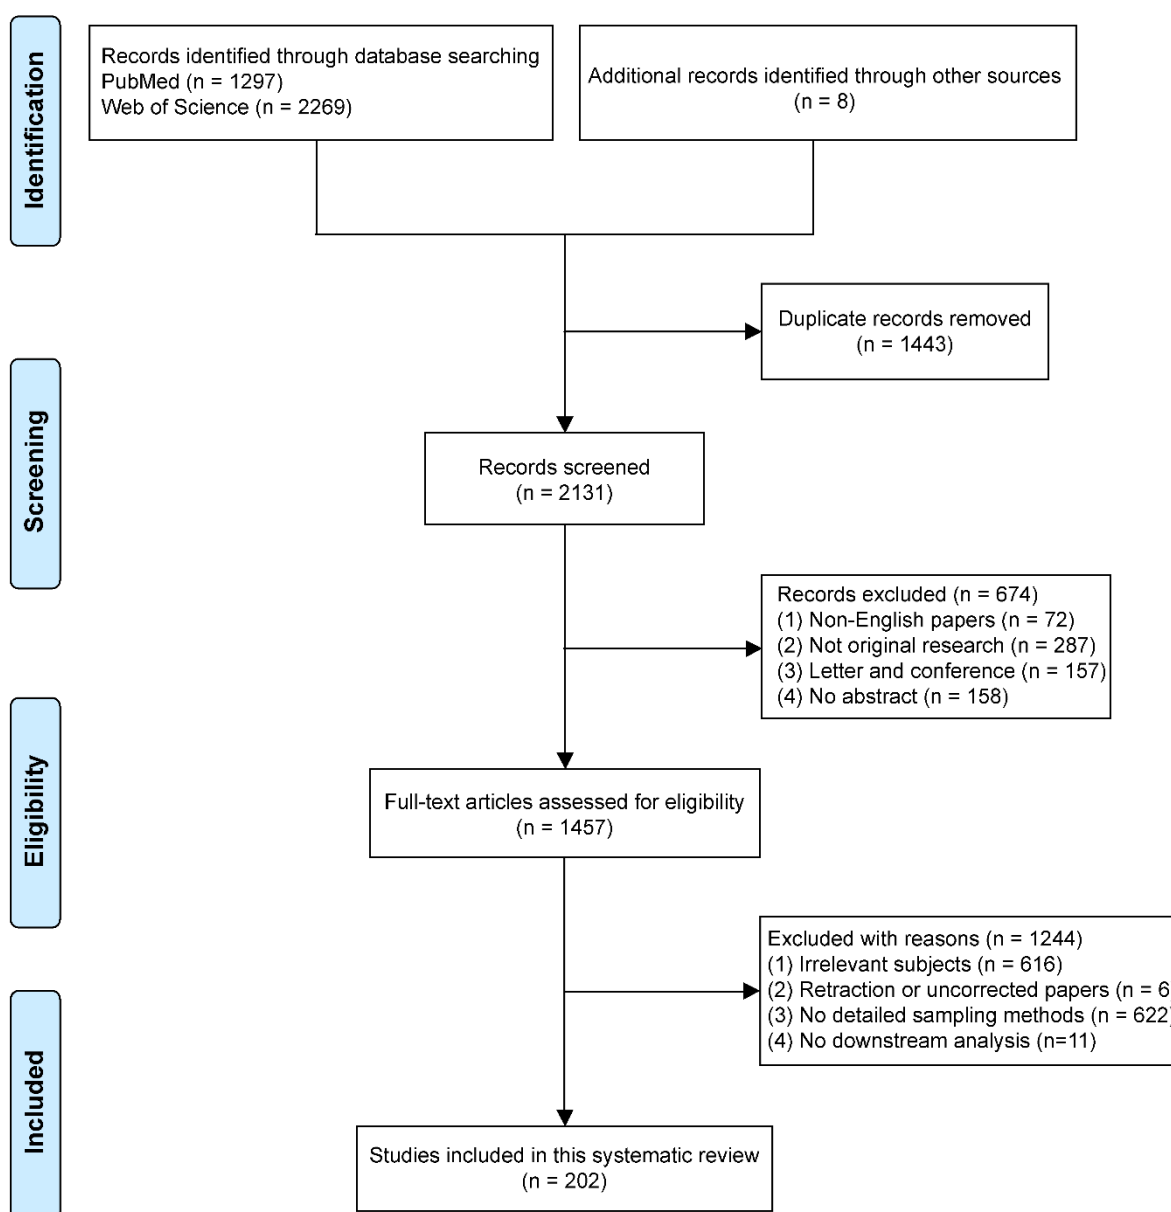 Identification
Records identified through database searching
PubMed (n = 1297)
Web of Science (n = 2269)
Additional records identified through other sources
(n = 8)
Duplicate records removed
(n = 1443)
Screening
Records screened
(n = 2131)
Records excluded (n = 674)
(1) Non-English papers (n = 72)
(2) Not original research (n = 287)
(3) Letter and conference (n = 157)
(4) No abstract (n = 158)
Eligibility
Full-text articles assessed for eligibility
(n = 1457)
Excluded with reasons (n = 1244)
(1) Irrelevant subjects (n = 616)
(2) Retraction or uncorrected papers (n = 6
(3) No detailed sampling methods (n = 622)
(4) No downstream analysis (n=11)
Included
Studies included in this systematic review
(n = 202)